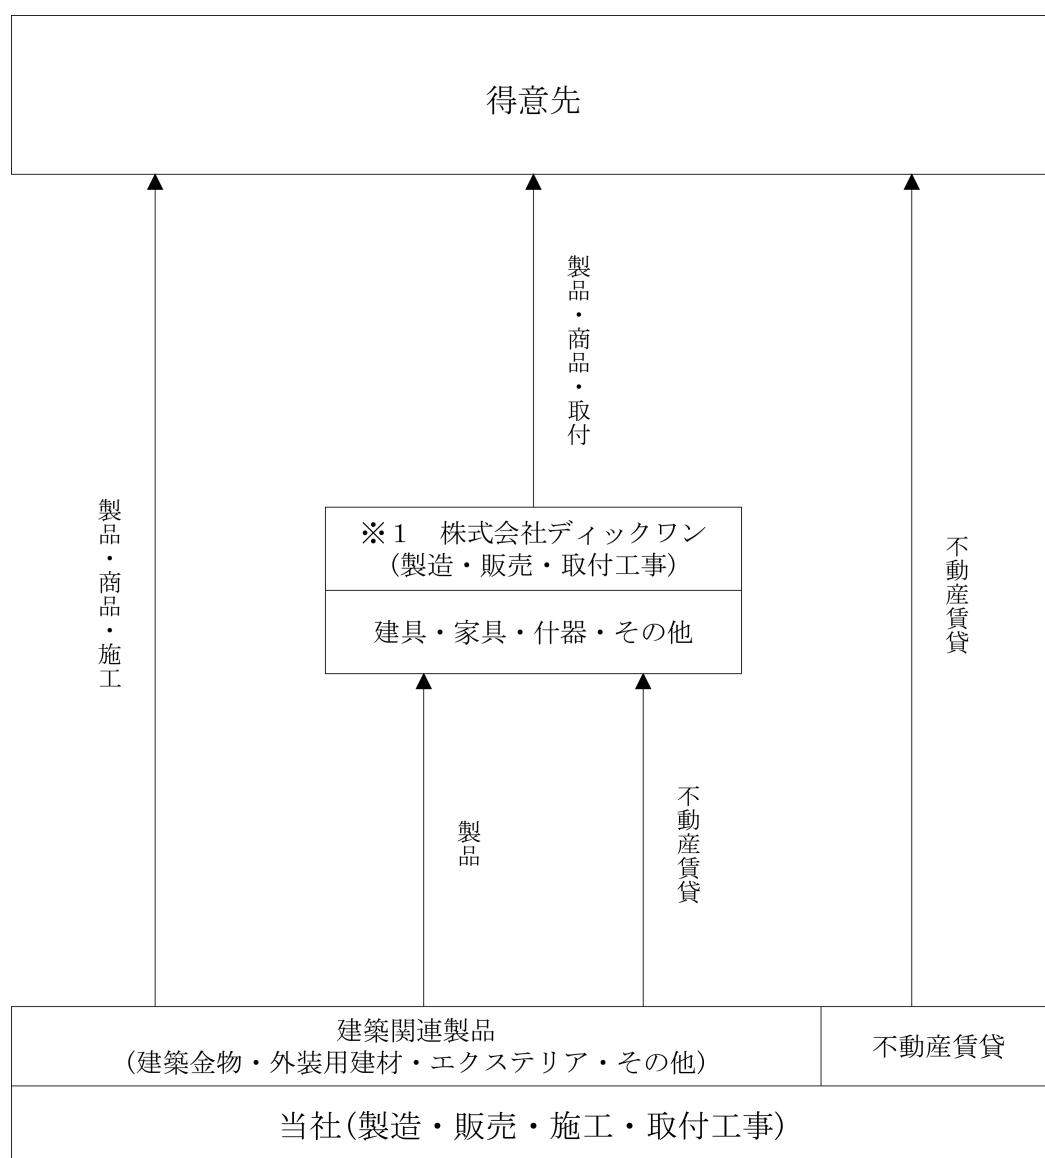 得意先
製品・商品・取付
製品・商品・施工
※1　株式会社ディックワン
(製造・販売・取付工事)
建具・家具・什器・その他
不動産賃貸
製品
不動産賃貸
建築関連製品
(建築金物・外装用建材・エクステリア・その他)
不動産賃貸
当社(製造・販売・施工・取付工事)